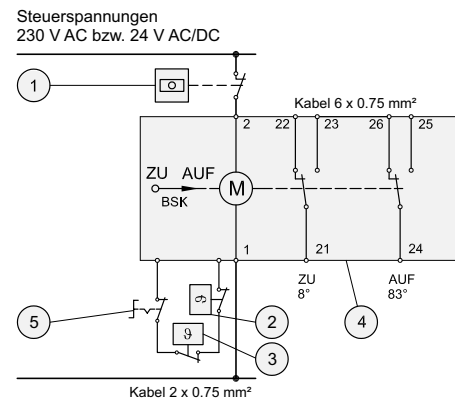 Steuerspannungen
230 V AC bzw. 24 V AC/DC
1
Kabel 6 x 0.75 mm²
2 22 23 26 25
ZU AUF
M
BSK
1 21 24
ZU
8°
AUF
83°
ϑ
5 2 4
ϑ
3
Kabel 2 x 0.75 mm²